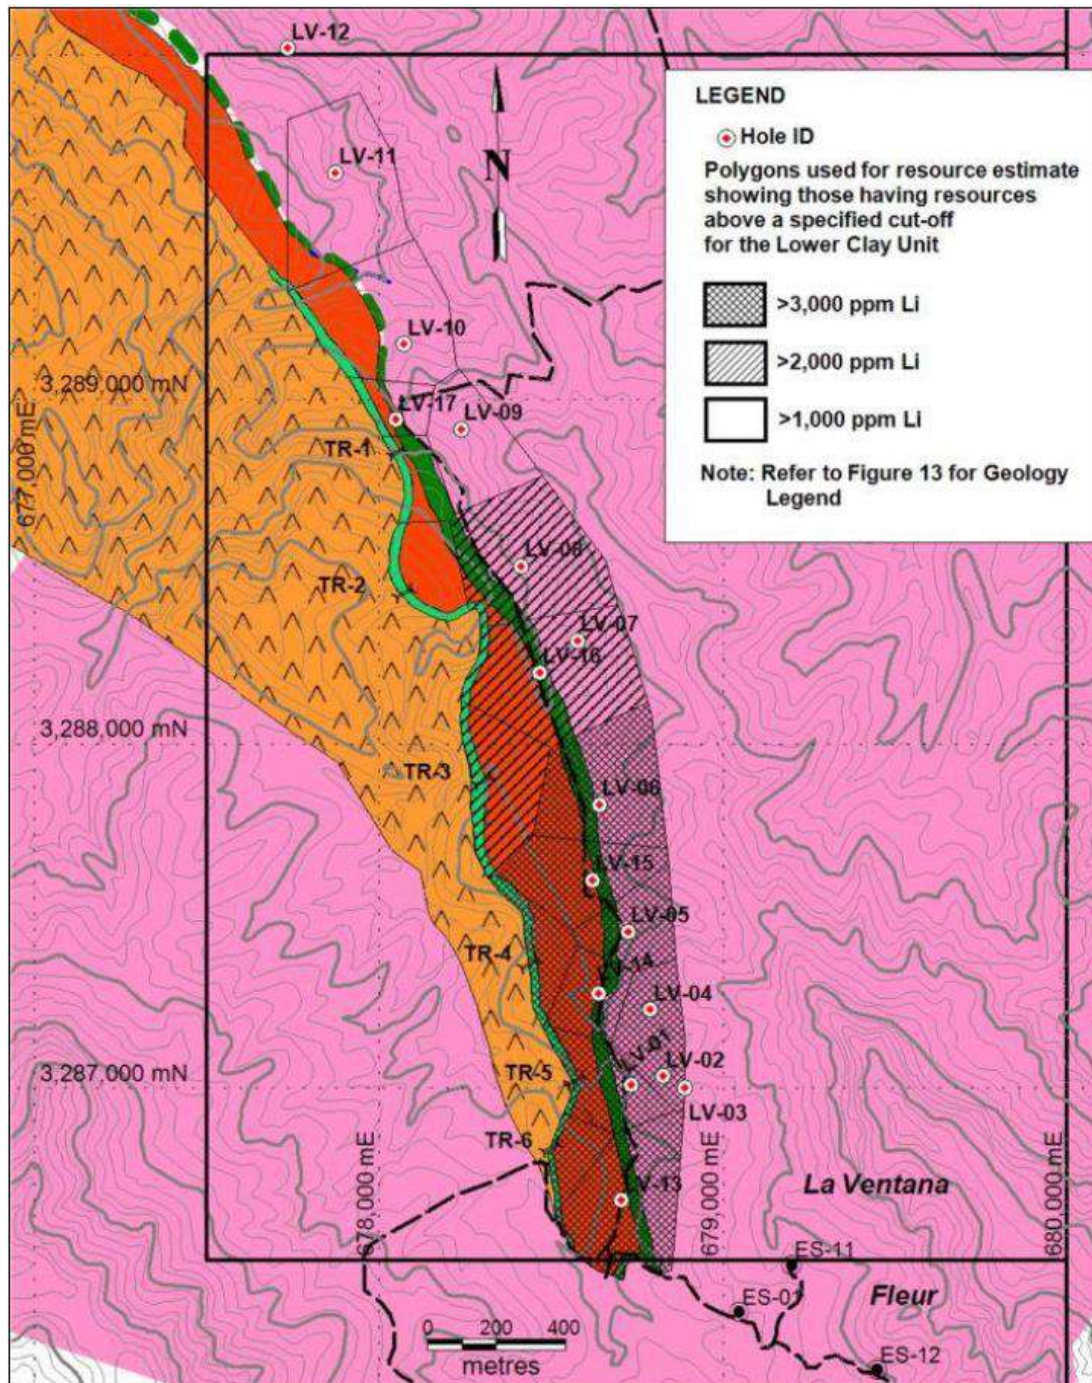 LV-12
LEGEND
Hole ID
Polygons used for resource estimate
showing those having resources
above a specified cut-off
for the Lower Clay Unit
>3,000 ppm Li
>2,000 ppm Li
>1,000 ppm Li
Note: Refer to Figure 13 for Geology
Legend
LV-11
N
LV-10
3,289,000 mN
677,000 mE
LV-17
LV-09
TR-1
LV-08
TR-2
LV-07
LV-16
3,288,000 mN
TR-3
LV-06
LV-15
LV-05
TR-4
LV-14
LV-04
LV-01
LV-02
TR-5
3,287,000 mN
LV-03
TR-6
LV-13
678,000 mE
679,000 mE
680,000 mE
La Ventana
ES-11
Fleur
ES-01
ES-12
0 200 400
metres